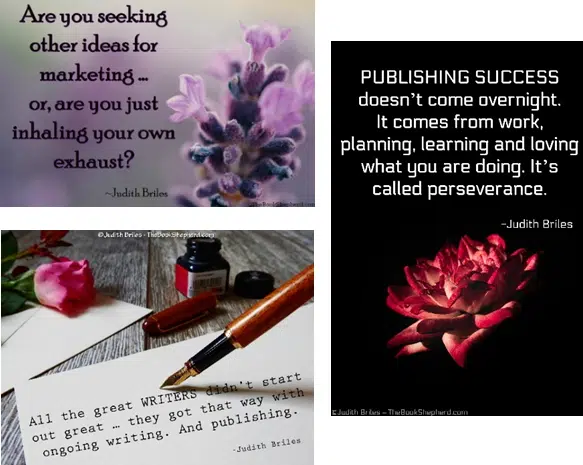 Are you seeking
other ideas for
marketing ...
or, are you just
inhaling your own
exhaust?
~Judith Briles
TheBookShepherd.com
© Judith Briles - TheBookShepherd.com
All the great WRITERS didn't start
out great … they got that way with
ongoing writing. And publishing.
-Judith Briles
PUBLISHING SUCCESS
doesn't come overnight.
It comes from work,
planning, learning and loving
what you are doing. It's
called perseverance.
~Judith Briles
©Judith Briles - TheBookShepherd.com